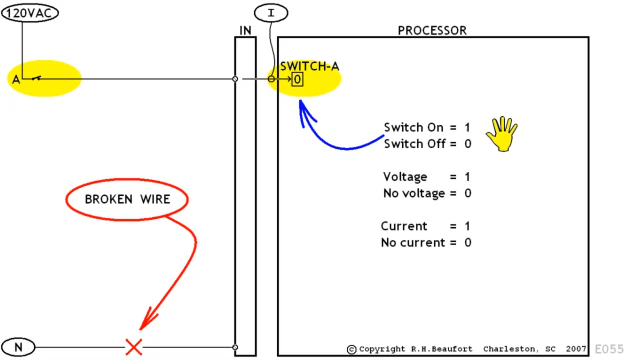 120VAC
I
IN
PROCESSOR
A
SWITCH-A
0
Switch On = 1
Switch Off = 0
Voltage = 1
No voltage = 0
BROKEN WIRE
Current = 1
No current = 0
N
© Copyright R.H.Beaufort Charleston, SC 2007
E055